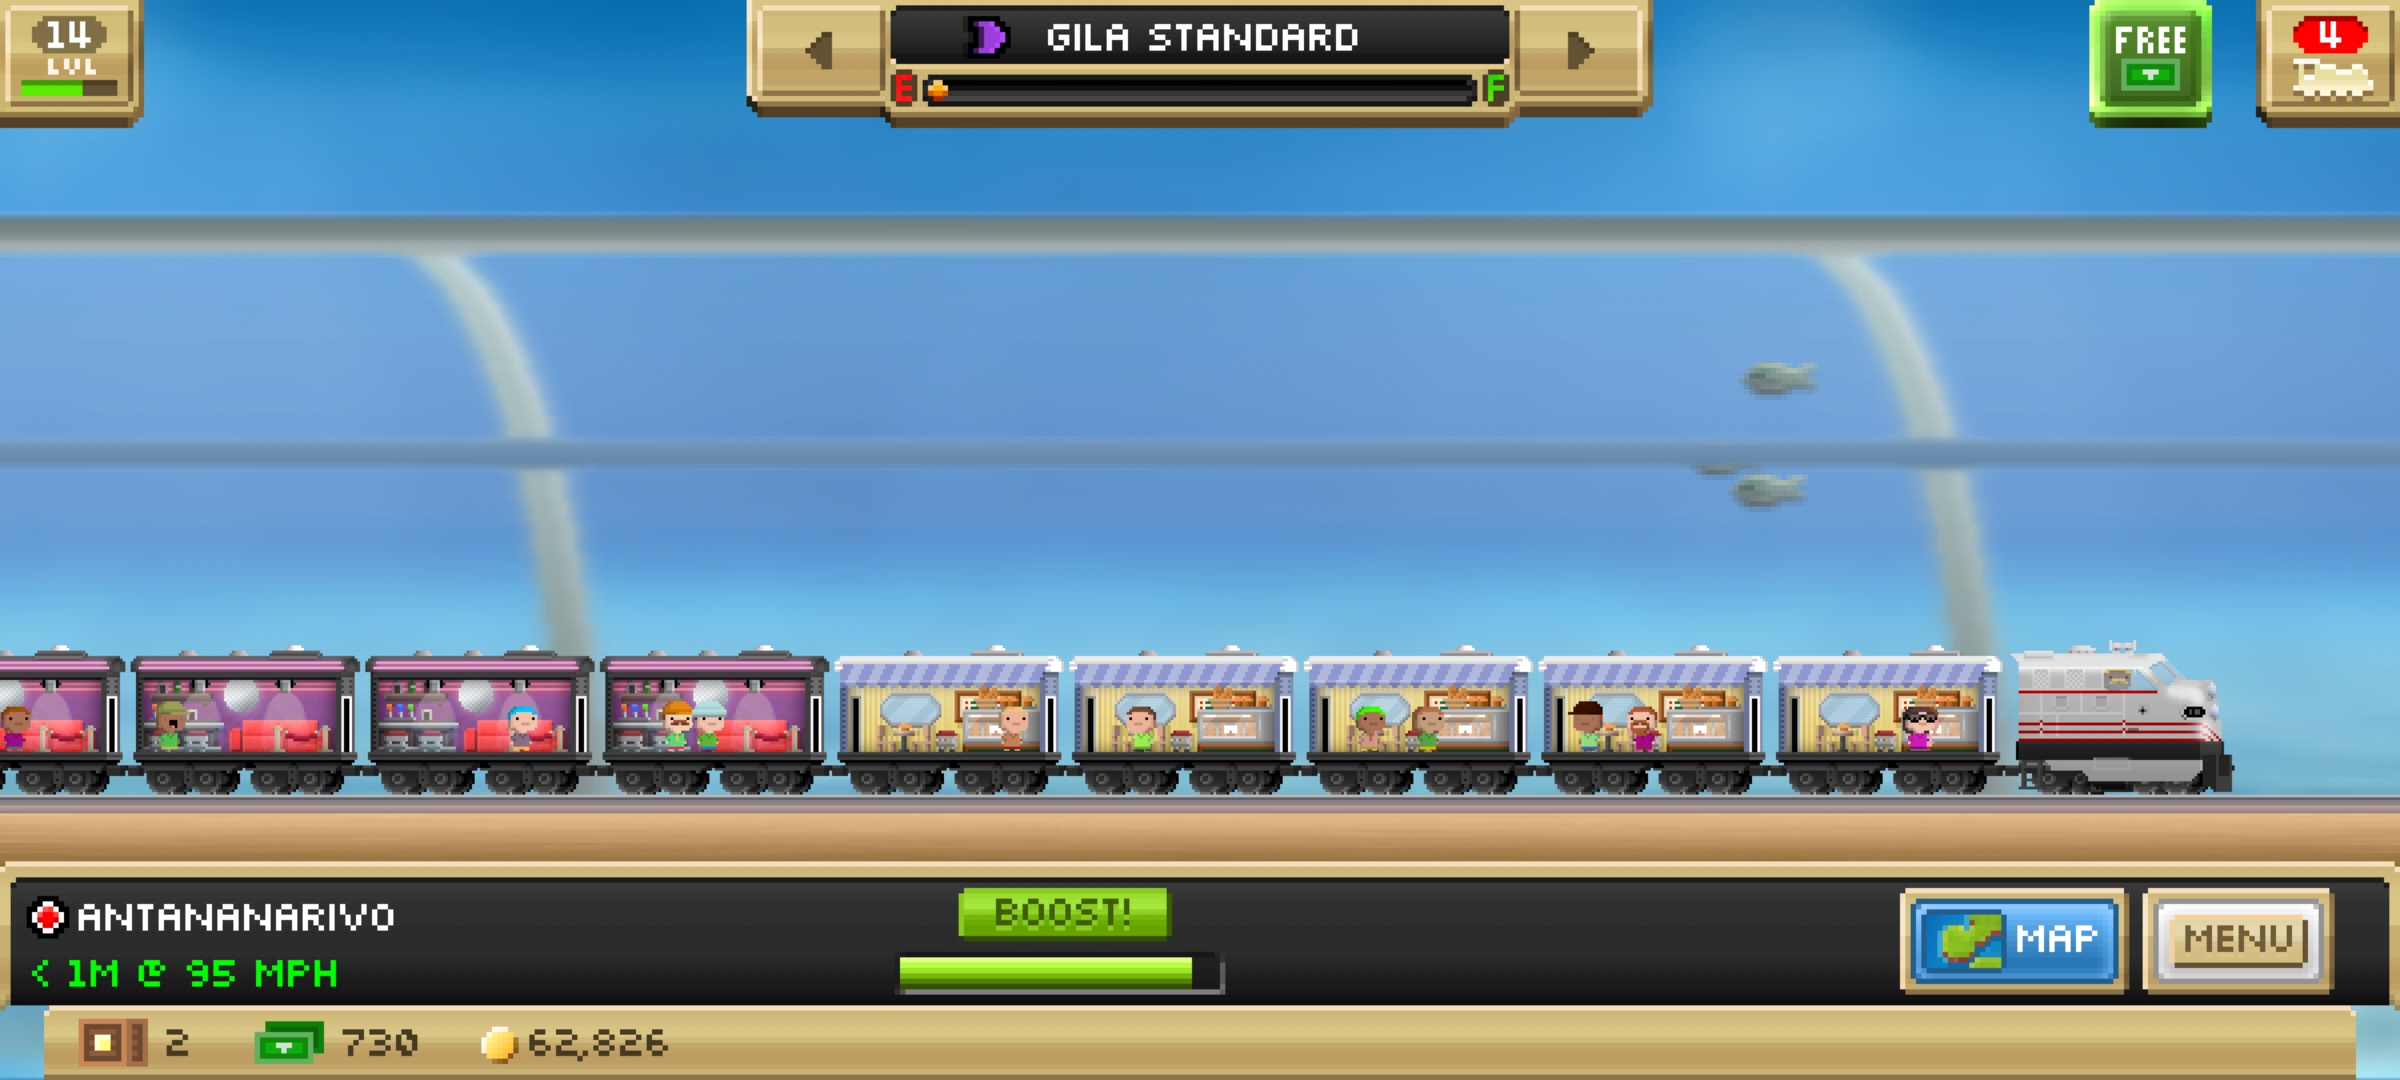 14
LVL
GILA STANDARD
E F
FREE
4
ANTANANARIVO
< 1M @ 95 MPH
BOOST!
MAP
MENU
2 730 62,826